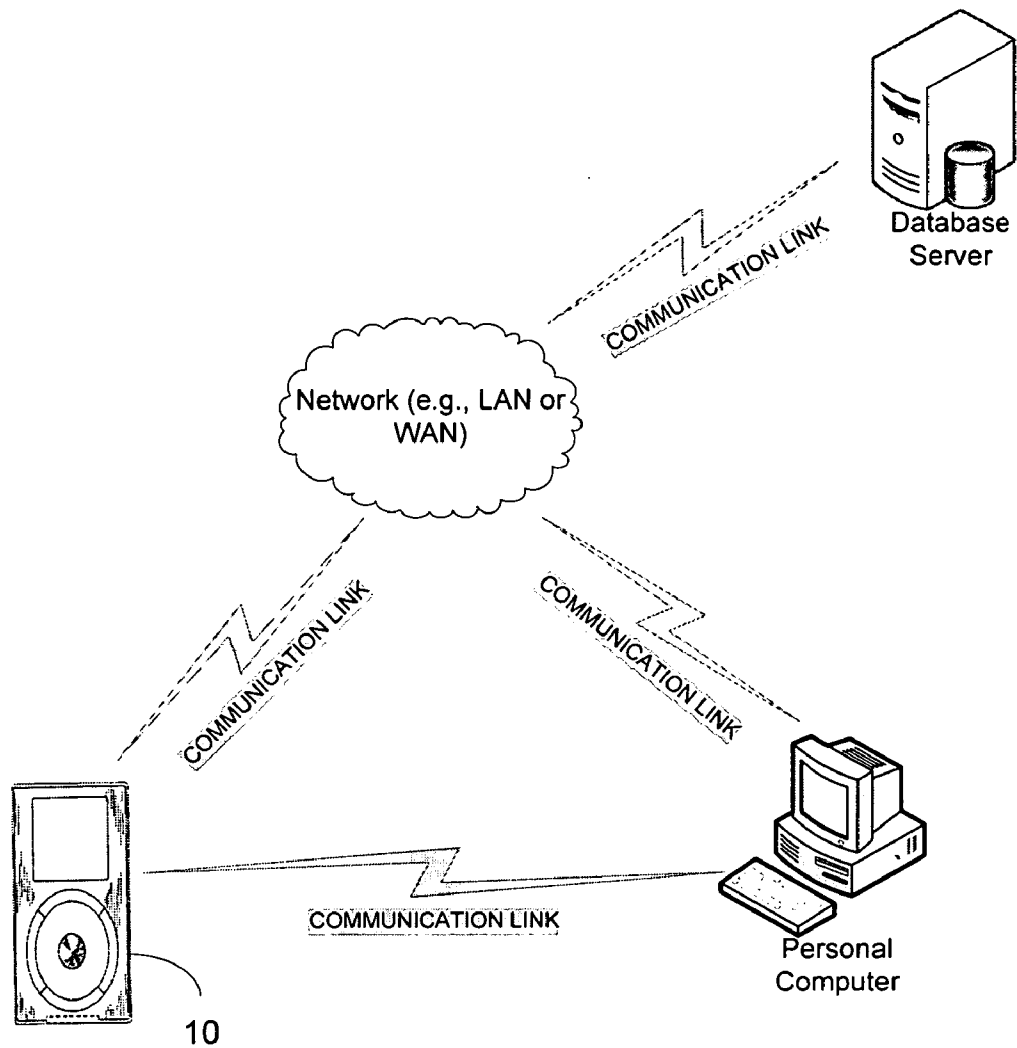 Database
Server
COMMUNICATION LINK
Network (e.g., LAN or
WAN)
COMMUNICATION LINK
COMMUNICATION LINK
COMMUNICATION LINK
Personal
Computer
10